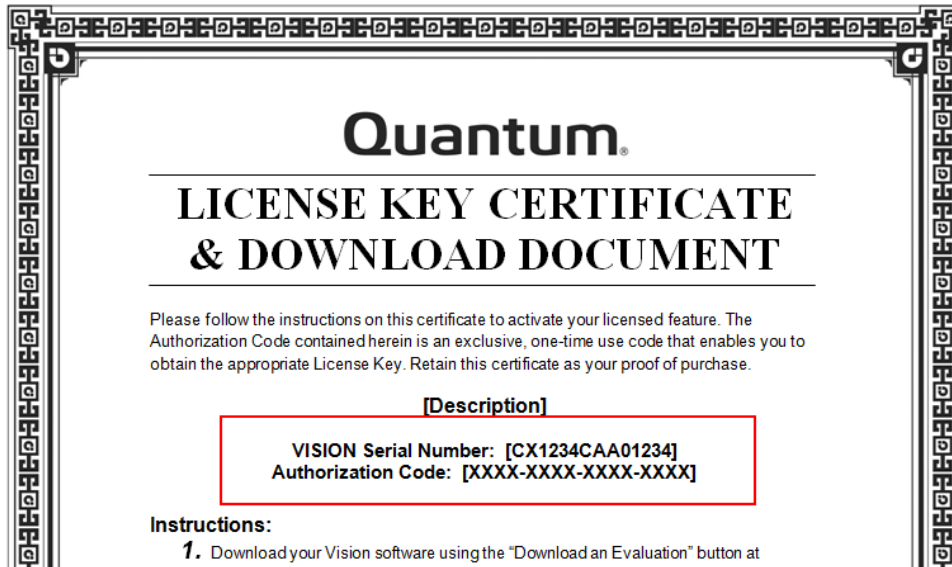 Quantum®
LICENSE KEY CERTIFICATE
& DOWNLOAD DOCUMENT
Please follow the instructions on this certificate to activate your licensed feature. The
Authorization Code contained herein is an exclusive, one-time use code that enables you to
obtain the appropriate License Key. Retain this certificate as your proof of purchase.
[Description]
VISION Serial Number: [CX1234CAA01234]
Authorization Code: [XXXX-XXXX-XXXX-XXXX]
Instructions:
1. Download your Vision software using the “Download an Evaluation” button at